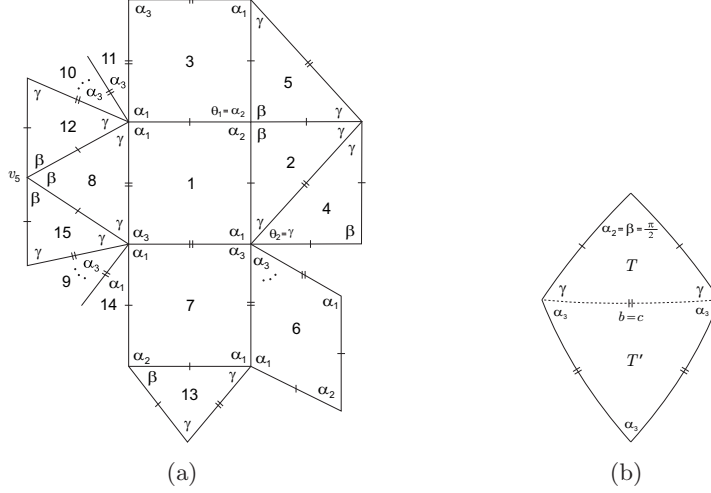 α₃ α₁
γ
11
3
5
10
α₃
α₃
α₁
θ₁=α₂
β
γ
γ
12
γ
α₁
γ
α₂
β
γ
γ
β
v₅
β
8
1
2
4
β
15
γ
γ
γ
α₃
α₁
γ
θ₂=γ
β
9
α₃
α₁
α₁
α₃
α₃
14
7
α₁
6
α₂
α₁
α₁
α₂
β
γ
13
γ
(a)
α₂=β=π/2
T
γ
γ
α₃
b=c
α₃
T′
α₃
(b)